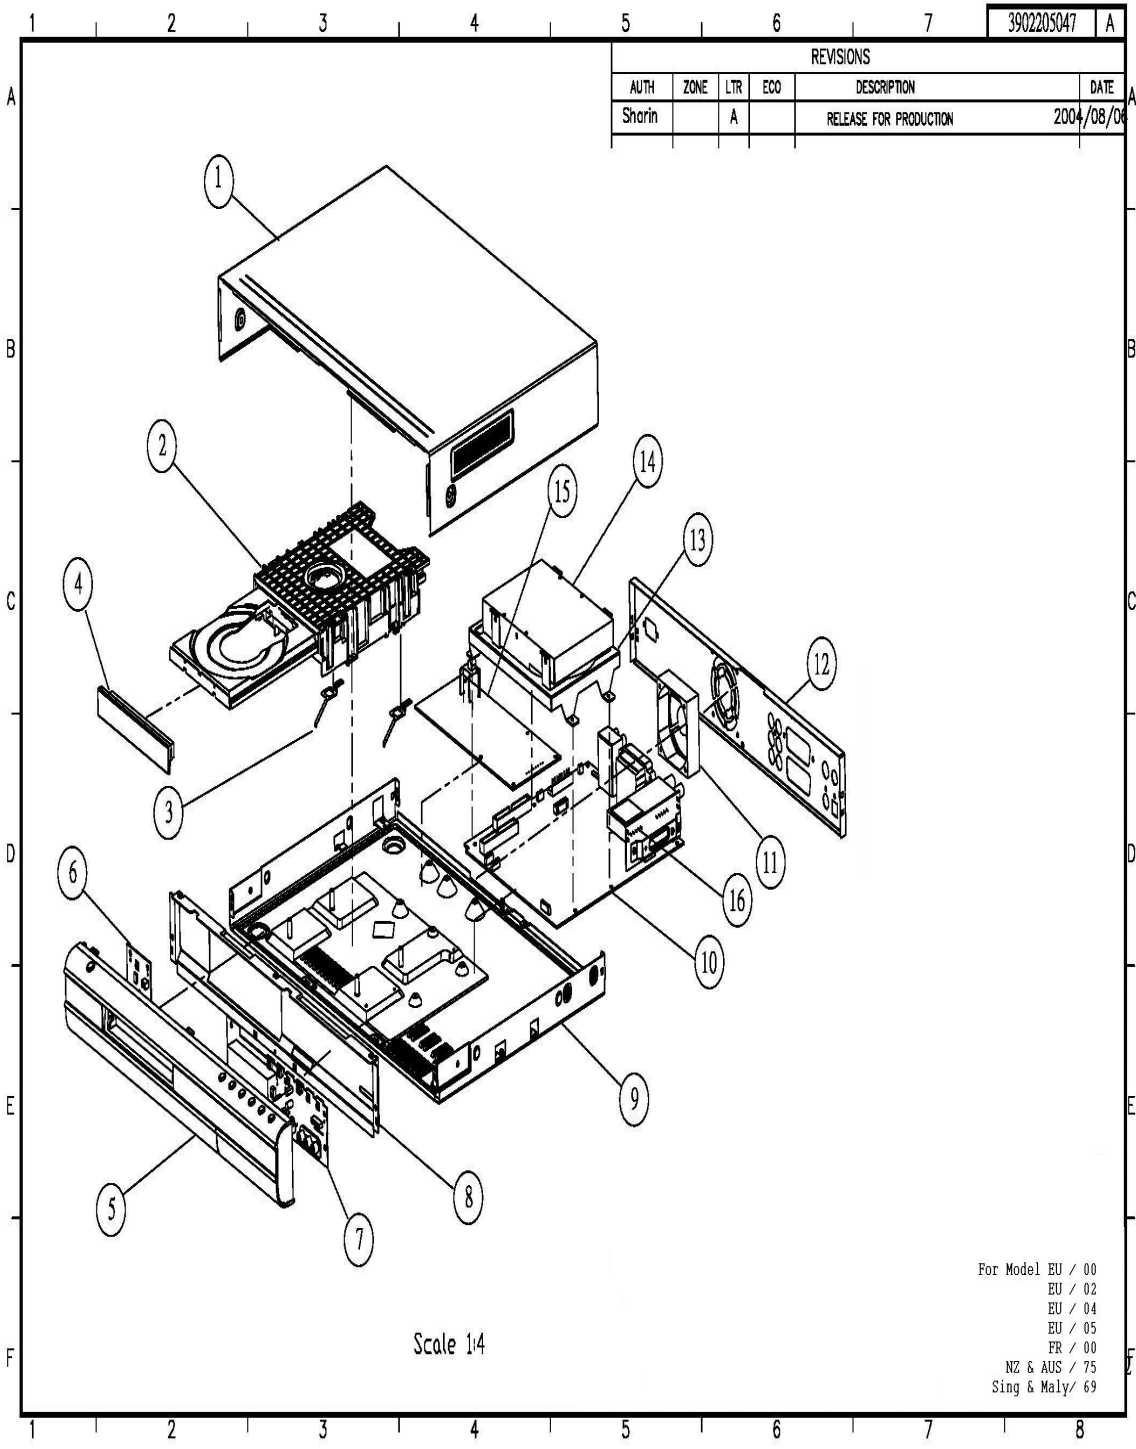 1 2 3 4 5 6 7 3902205047 A
REVISIONS
AUTH ZONE LTR ECO DESCRIPTION DATE
Sharin A RELEASE FOR PRODUCTION 2004/08/06
A A
1
B B
2
14
15
13
4
C C
12
3
D D
11
6
16
10
9
E E
8
5
7
For Model EU / 00
EU / 02
EU / 04
EU / 05
Scale 1:4
FR / 00
F
NZ & AUS / 75
Sing & Maly/ 69
1 2 3 4 5 6 7 8